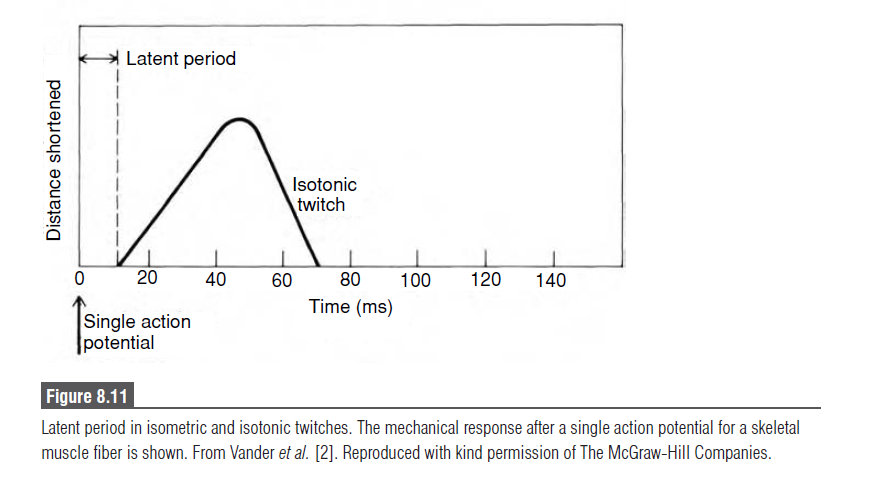 Latent period
Distance shortened
Isotonic
twitch
0 20 40 60 80 100 120 140
Time (ms)
Single action
potential
Figure 8.11
Latent period in isometric and isotonic twitches. The mechanical response after a single action potential for a skeletal
muscle fiber is shown. From Vander et al. [2]. Reproduced with kind permission of The McGraw-Hill Companies.